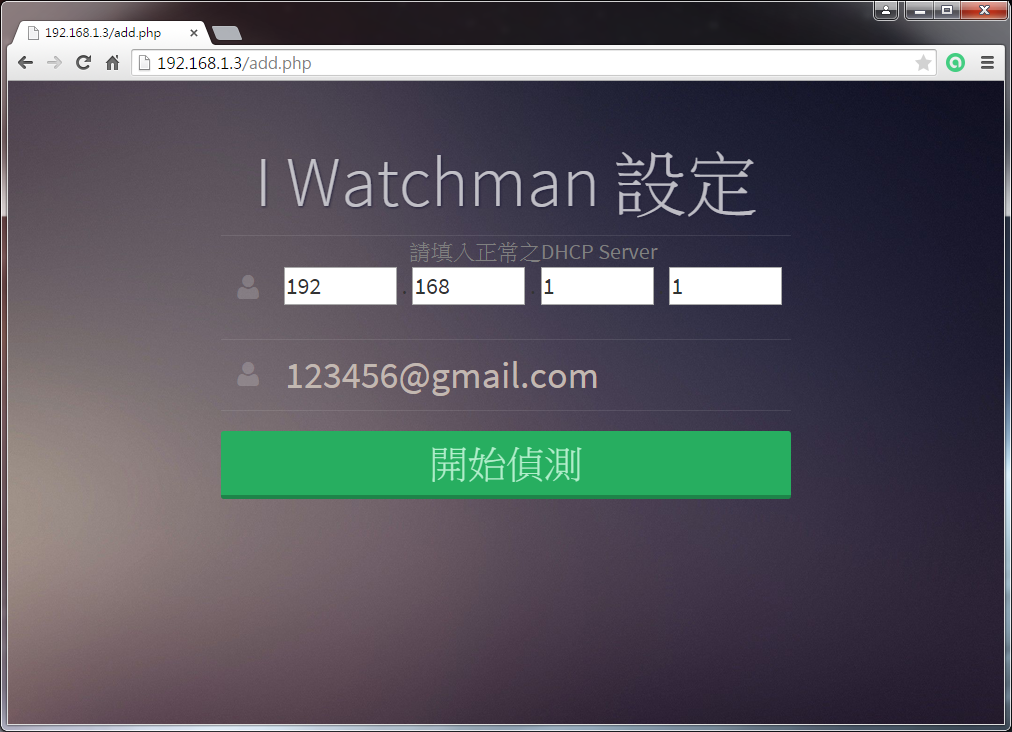 192.168.1.3/add.php
192.168.1.3/add.php
I Watchman 設定
請填入正常之DHCP Server
192 . 168 . 1 . 1
123456@gmail.com
開始偵測